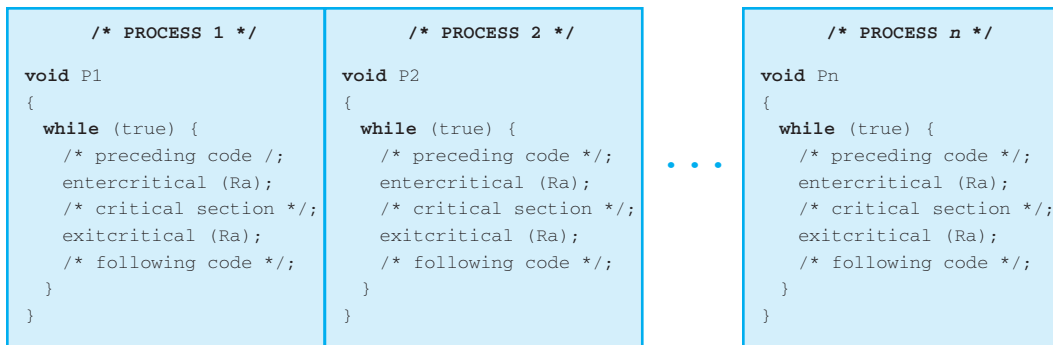 /* PROCESS 1 */
void P1
{
while (true) {
/* preceding code /;
entercritical (Ra);
/* critical section */;
exitcritical (Ra);
/* following code */;
}
}
/* PROCESS 2 */
void P2
{
while (true) {
/* preceding code */;
entercritical (Ra);
/* critical section */;
exitcritical (Ra);
/* following code */;
}
}
• • •
/* PROCESS n */
void Pn
{
while (true) {
/* preceding code */;
entercritical (Ra);
/* critical section */;
exitcritical (Ra);
/* following code */;
}
}